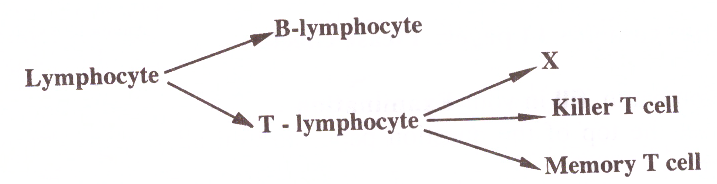 B-lymphocyte
Lymphocyte
X
T - lymphocyte
Killer T cell
Memory T cell